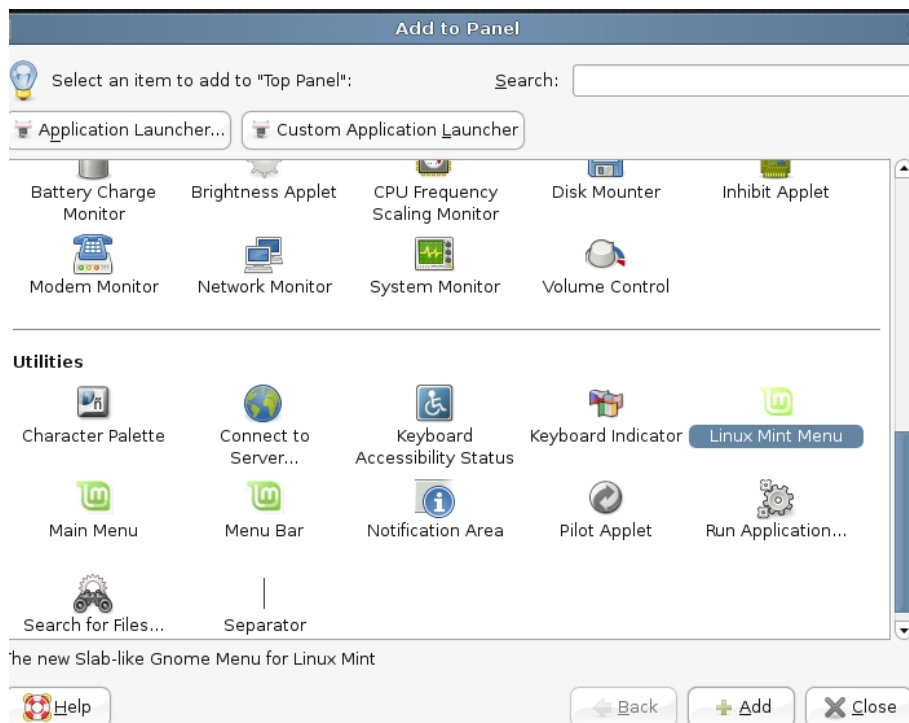 Add to Panel
Select an item to add to "Top Panel":
Search:
Application Launcher...
Custom Application Launcher
Battery Charge
Monitor
Brightness Applet
CPU Frequency
Scaling Monitor
Disk Mounter
Inhibit Applet
Modem Monitor
Network Monitor
System Monitor
Volume Control
Utilities
Character Palette
Connect to
Server...
Keyboard
Accessibility Status
Keyboard Indicator
Linux Mint Menu
Main Menu
Menu Bar
Notification Area
Pilot Applet
Run Application...
Search for Files...
Separator
The new Slab-like Gnome Menu for Linux Mint
Help
Back
Add
Close